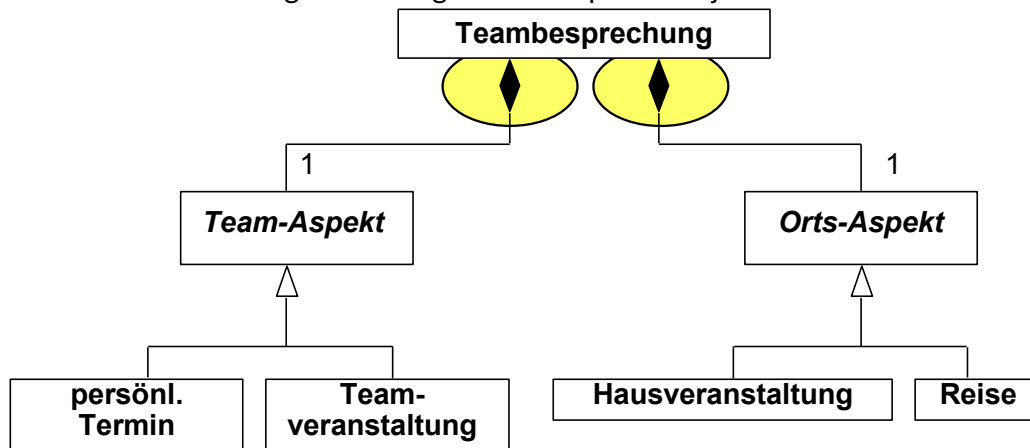 Teambesprechung
1
1
Team-Aspekt
Orts-Aspekt
persönl.
Termin
Team-
veranstaltung
Hausveranstaltung
Reise